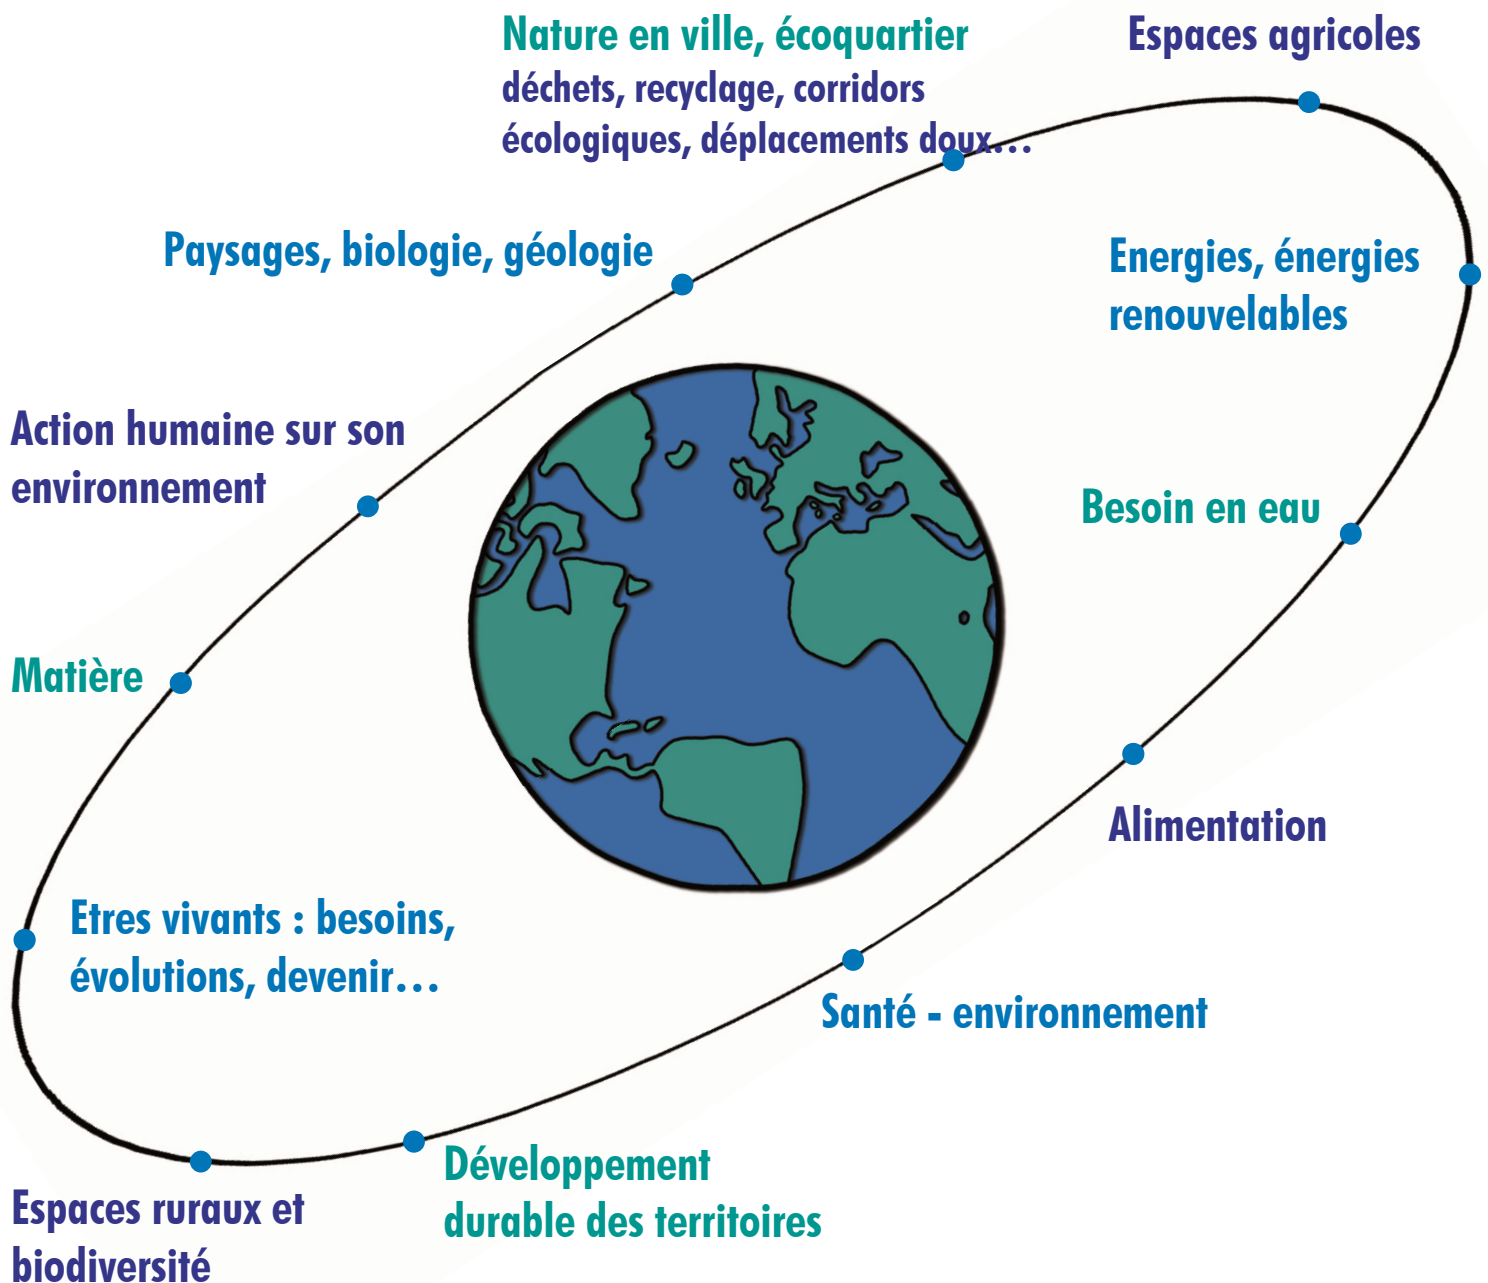 Nature en ville, écoquartier
déchets, recyclage, corridors
écologiques, déplacements doux…
Espaces agricoles
Paysages, biologie, géologie
Energies, énergies
renouvelables
Action humaine sur son
environnement
Besoin en eau
Matière
Alimentation
Etres vivants : besoins,
évolutions, devenir…
Santé - environnement
Développement
durable des territoires
Espaces ruraux et
biodiversité